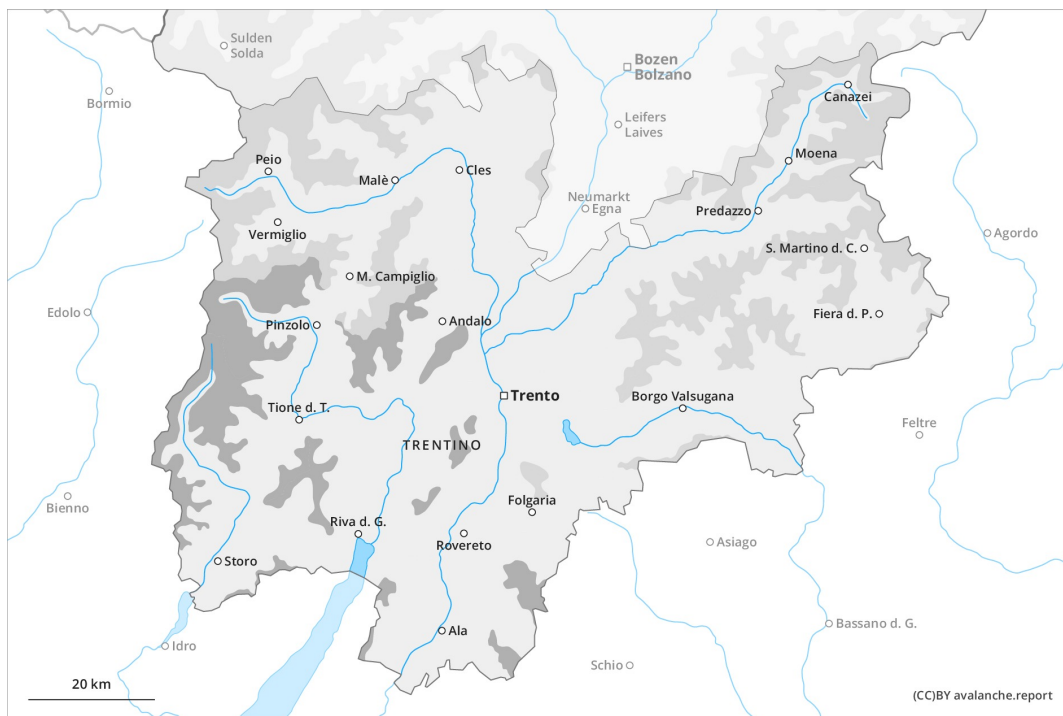 Sulden
Solda
Bozen
Bolzano
Bormio
Canazei
Leifers
Laives
Peio
Malè
Cles
Moena
Neumarkt
Egna
Predazzo
Vermiglio
Agordo
S. Martino d. C.
M. Campiglio
Edolo
Fiera d. P.
Pinzolo
Andalo
Trento
Borgo Valsugana
Tione d. T.
Feltre
TRENTINO
Bienno
Folgaria
Riva d. G.
Rovereto
Asiago
Storo
Ala
Bassano d. G.
Idro
Schio
20 km
(CC)BY avalanche.report